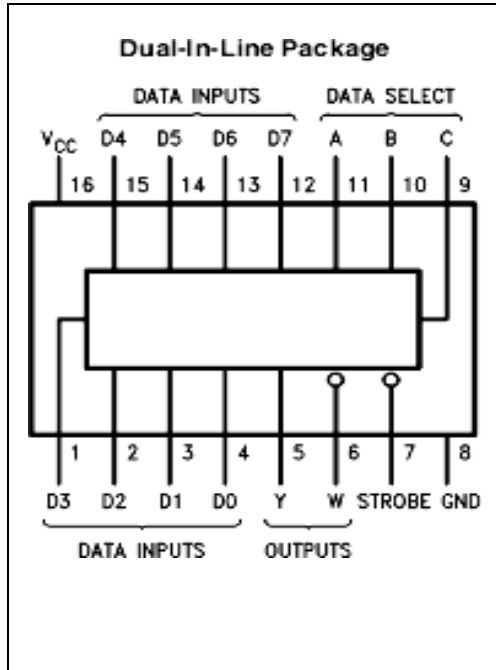 Dual-In-Line Package
DATA INPUTS DATA SELECT
VCC D4 D5 D6 D7 A B C
16 15 14 13 12 11 10 9
1 2 3 4 5 6 7 8
D3 D2 D1 D0 Y W STROBE GND
DATA INPUTS OUTPUTS